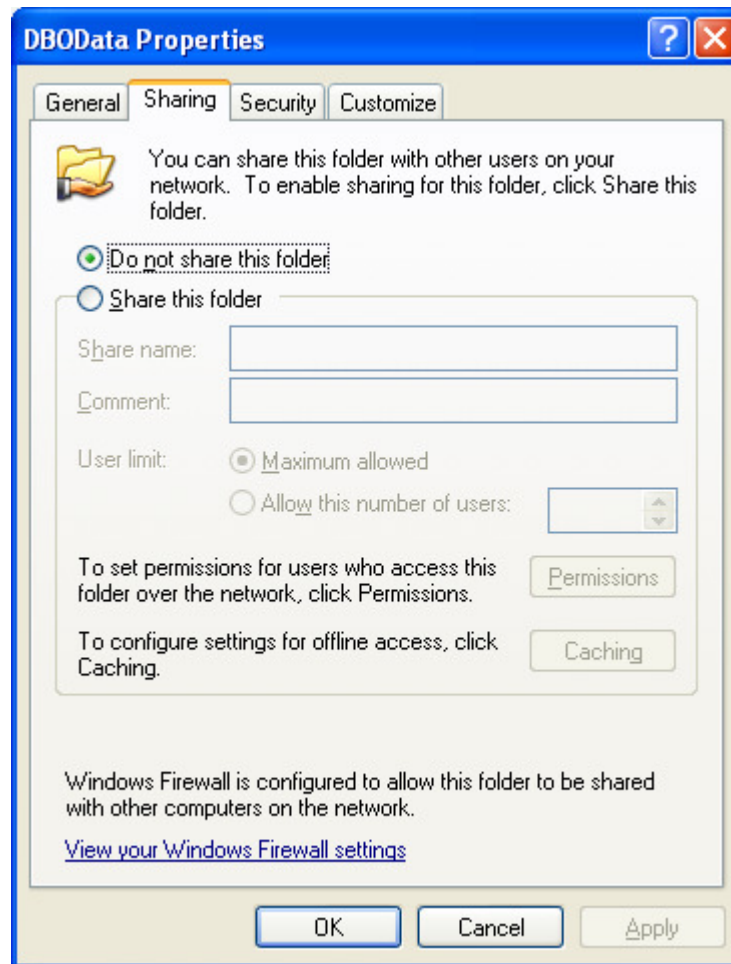 DBOData Properties
General Sharing Security Customize
You can share this folder with other users on your
network. To enable sharing for this folder, click Share this
folder.
Do not share this folder
Share this folder
Share name:
Comment:
User limit: Maximum allowed
Allow this number of users:
To set permissions for users who access this
folder over the network, click Permissions.
Permissions
To configure settings for offline access, click
Caching.
Caching
Windows Firewall is configured to allow this folder to be shared
with other computers on the network.
View your Windows Firewall settings
OK Cancel Apply